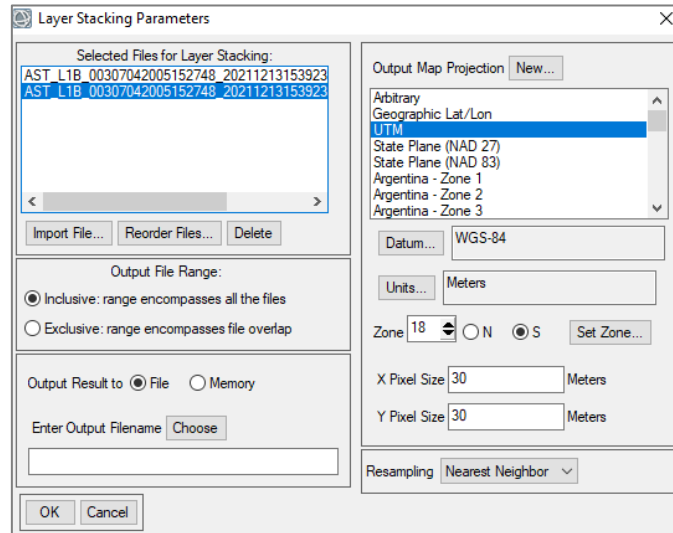 Layer Stacking Parameters
Selected Files for Layer Stacking:
AST_L1B_00307042005152748_20211213153923
AST_L1B_00307042005152748_20211213153923
Import File... Reorder Files... Delete
Output File Range:
Inclusive: range encompasses all the files
Exclusive: range encompasses file overlap
Output Result to File Memory
Enter Output Filename Choose
OK Cancel
Output Map Projection New...
Arbitrary
Geographic Lat/Lon
UTM
State Plane (NAD 27)
State Plane (NAD 83)
Argentina - Zone 1
Argentina - Zone 2
Argentina - Zone 3
Datum... WGS-84
Units... Meters
Zone 18 N S Set Zone...
X Pixel Size 30 Meters
Y Pixel Size 30 Meters
Resampling Nearest Neighbor